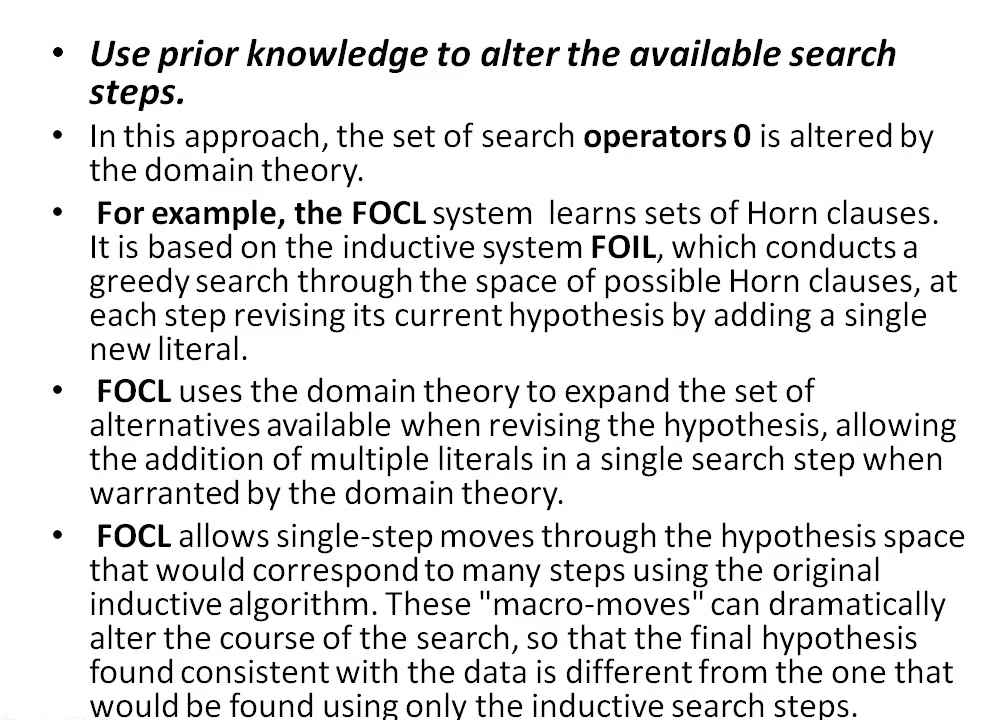 • Use prior knowledge to alter the available search
steps.
• In this approach, the set of search operators 0 is altered by
the domain theory.
• For example, the FOCL system learns sets of Horn clauses.
It is based on the inductive system FOIL, which conducts a
greedy search through the space of possible Horn clauses, at
each step revising its current hypothesis by adding a single
new literal.
• FOCL uses the domain theory to expand the set of
alternatives available when revising the hypothesis, allowing
the addition of multiple literals in a single search step when
warranted by the domain theory.
• FOCL allows single-step moves through the hypothesis space
that would correspond to many steps using the original
inductive algorithm. These "macro-moves" can dramatically
alter the course of the search, so that the final hypothesis
found consistent with the data is different from the one that
would be found using only the inductive search steps.